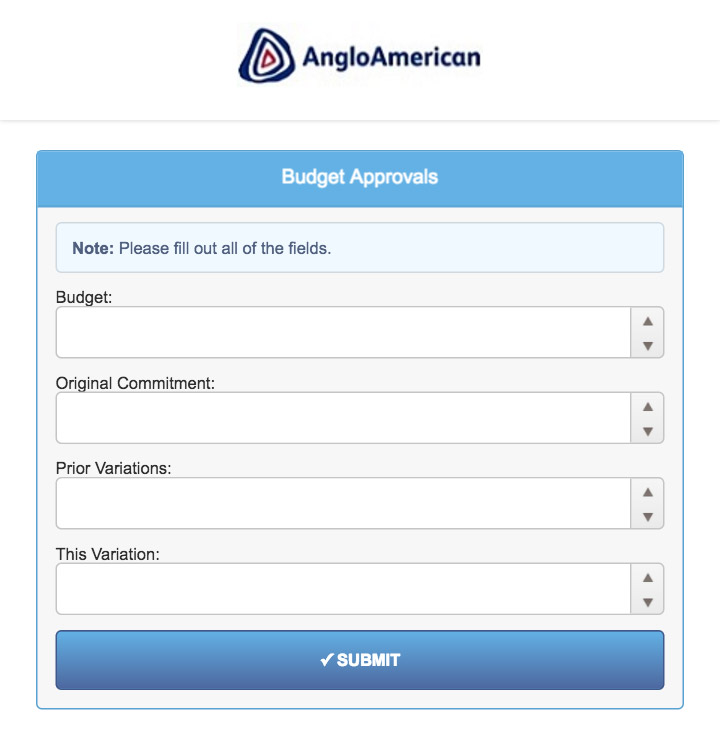 AngloAmerican
Budget Approvals
Note: Please fill out all of the fields.
Budget:
Original Commitment:
Prior Variations:
This Variation:
✓SUBMIT